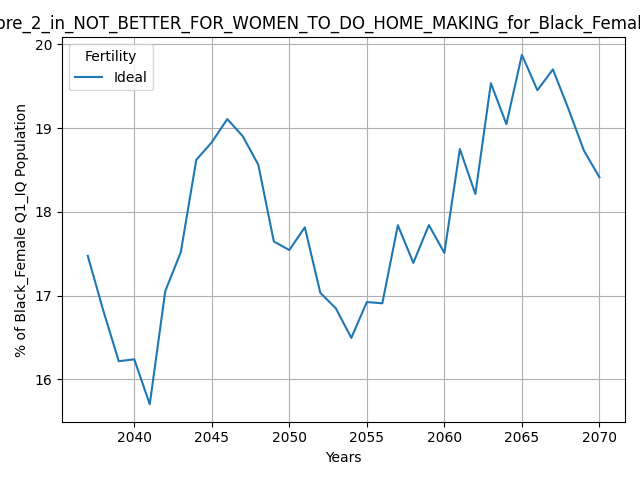 ore_2_in_NOT_BETTER_FOR_WOMEN_TO_DO_HOME_MAKING_for_Black_Femal
Fertility
Ideal
% of Black_Female Q1_IQ Population
20
19
18
17
16
2040 2045 2050 2055 2060 2065 2070
Years